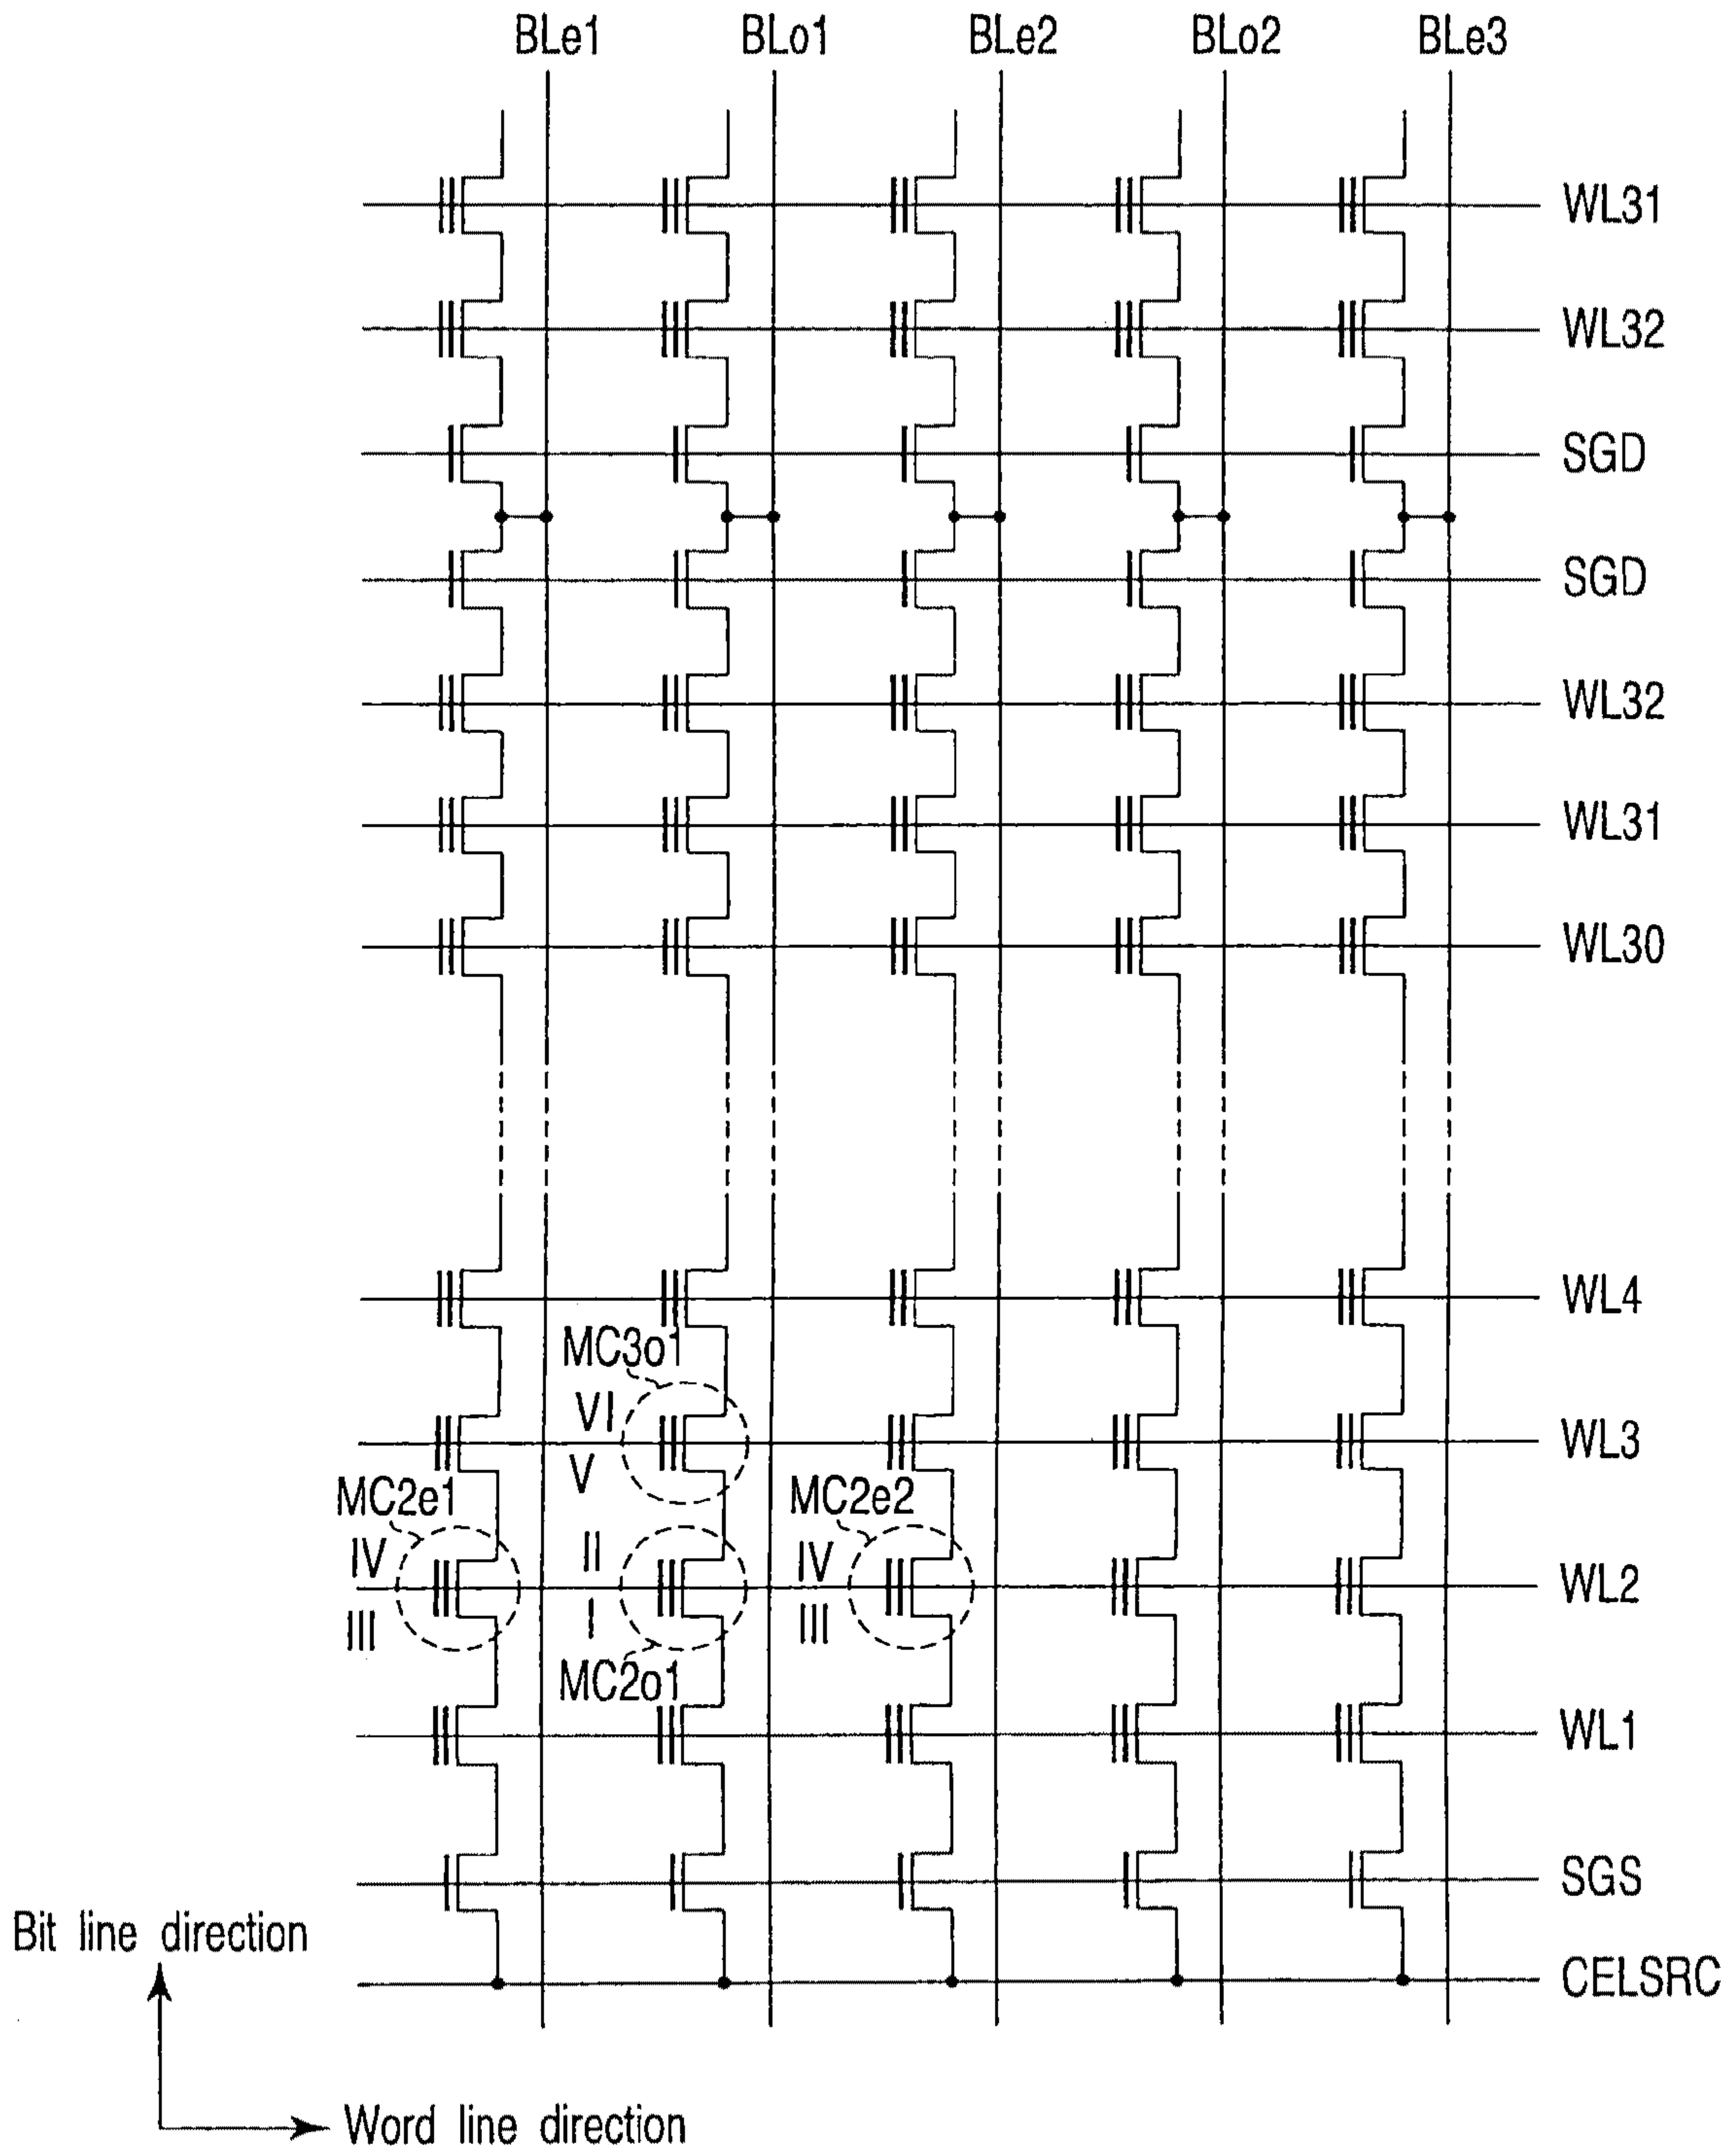 BLe1 BLo1 BLe2 BLo2 BLe3
WL31
WL32
SGD
SGD
WL32
WL31
WL30
WL4
MC3o1
VI
WL3
V
MC2e1
MC2e2
IV II IV
WL2
III I III
MC2o1
WL1
SGS
Bit line direction
CELSRC
Word line direction